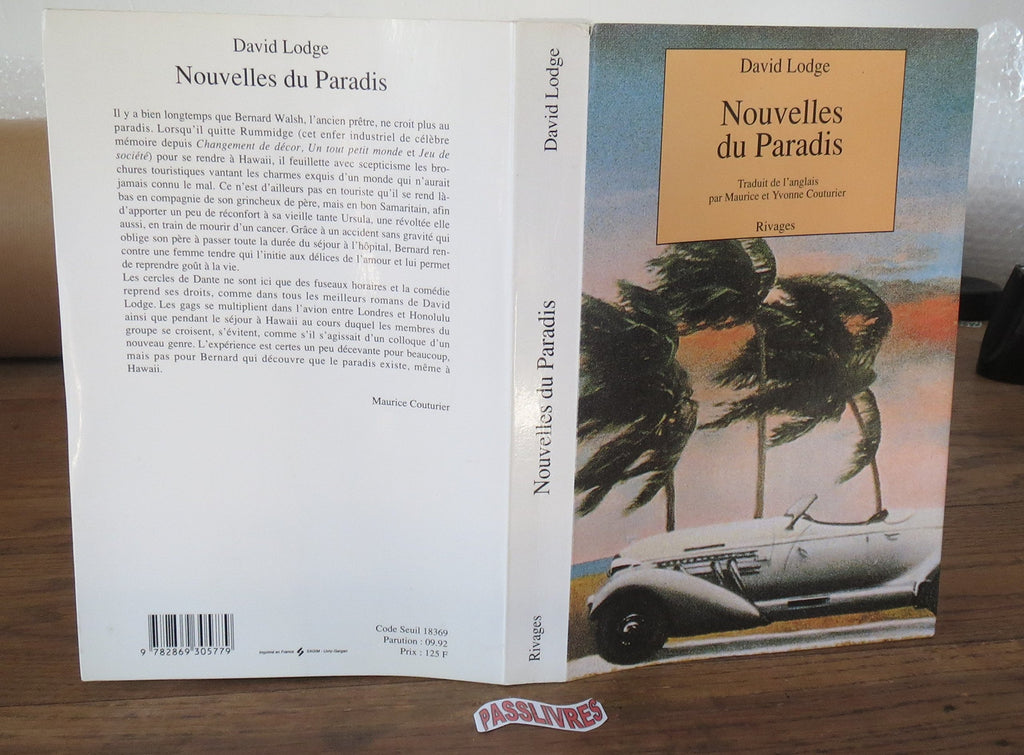 David Lodge
Nouvelles du Paradis
Il y a bien longtemps que Bernard Walsh, l'ancien prêtre, ne croit plus au
paradis. Lorsqu'il quitte Rummidge (cet enfer industriel de célèbre
mémoire depuis Changement de décor, Un tout petit monde et Jeu de
société) pour se rendre à Hawaii, il feuillette avec scepticisme les bro-
chures touristiques vantant les charmes exquis d'un monde qui n'aurait
jamais connu le mal. Ce n'est d'ailleurs pas en touriste qu'il se rend là-
bas en compagnie de son grincheux de père, mais en bon Samaritain, afin
d'apporter un peu de réconfort à sa vieille tante Ursula, une révoltée elle
aussi, en train de mourir d'un cancer. Grâce à un accident sans gravité qui
oblige son père à passer toute la durée du séjour à l'hôpital, Bernard ren-
contre une femme tendre qui l'initie aux délices de l'amour et lui permet
de reprendre goût à la vie.
Les cercles de Dante ne sont ici que des fuseaux horaires et la comédie
reprend ses droits, comme dans tous les meilleurs romans de David
Lodge. Les gags se multiplient dans l'avion entre Londres et Honolulu
ainsi que pendant le séjour à Hawaii au cours duquel les membres du
groupe se croisent, s'évitent, comme s'il s'agissait d'un colloque d'un
nouveau genre. L'expérience est certes un peu décevante pour beaucoup,
mais pas pour Bernard qui découvre que le paradis existe, même à
Hawaii.
Maurice Couturier
9 782869 305779
Imprimé en France
Code Seuil 18369
Parution : 09.92
Prix : 125 F
David Lodge
Nouvelles du Paradis
Rivages
David Lodge
Nouvelles
du Paradis
Traduit de l'anglais
par Maurice et Yvonne Couturier
Rivages
PASSLIVRES